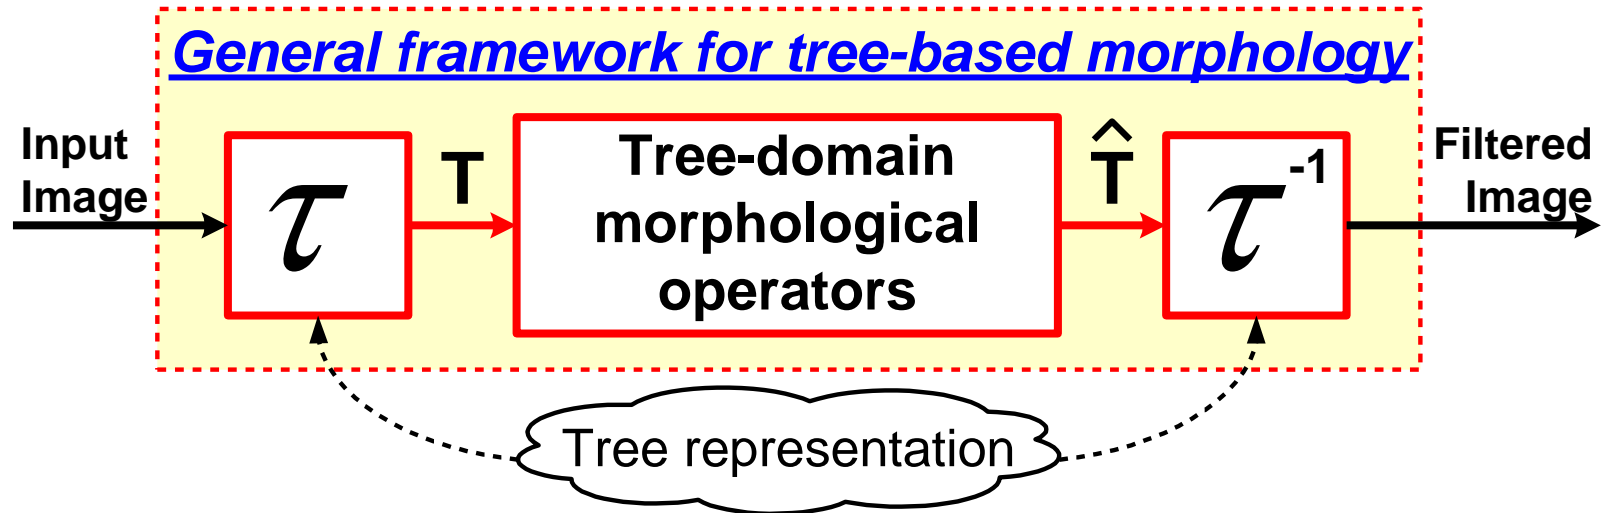 General framework for tree-based morphology
Input
Image
τ
T
Tree-domain
morphological
operators
T̂
τ⁻¹
Filtered
Image
Tree representation